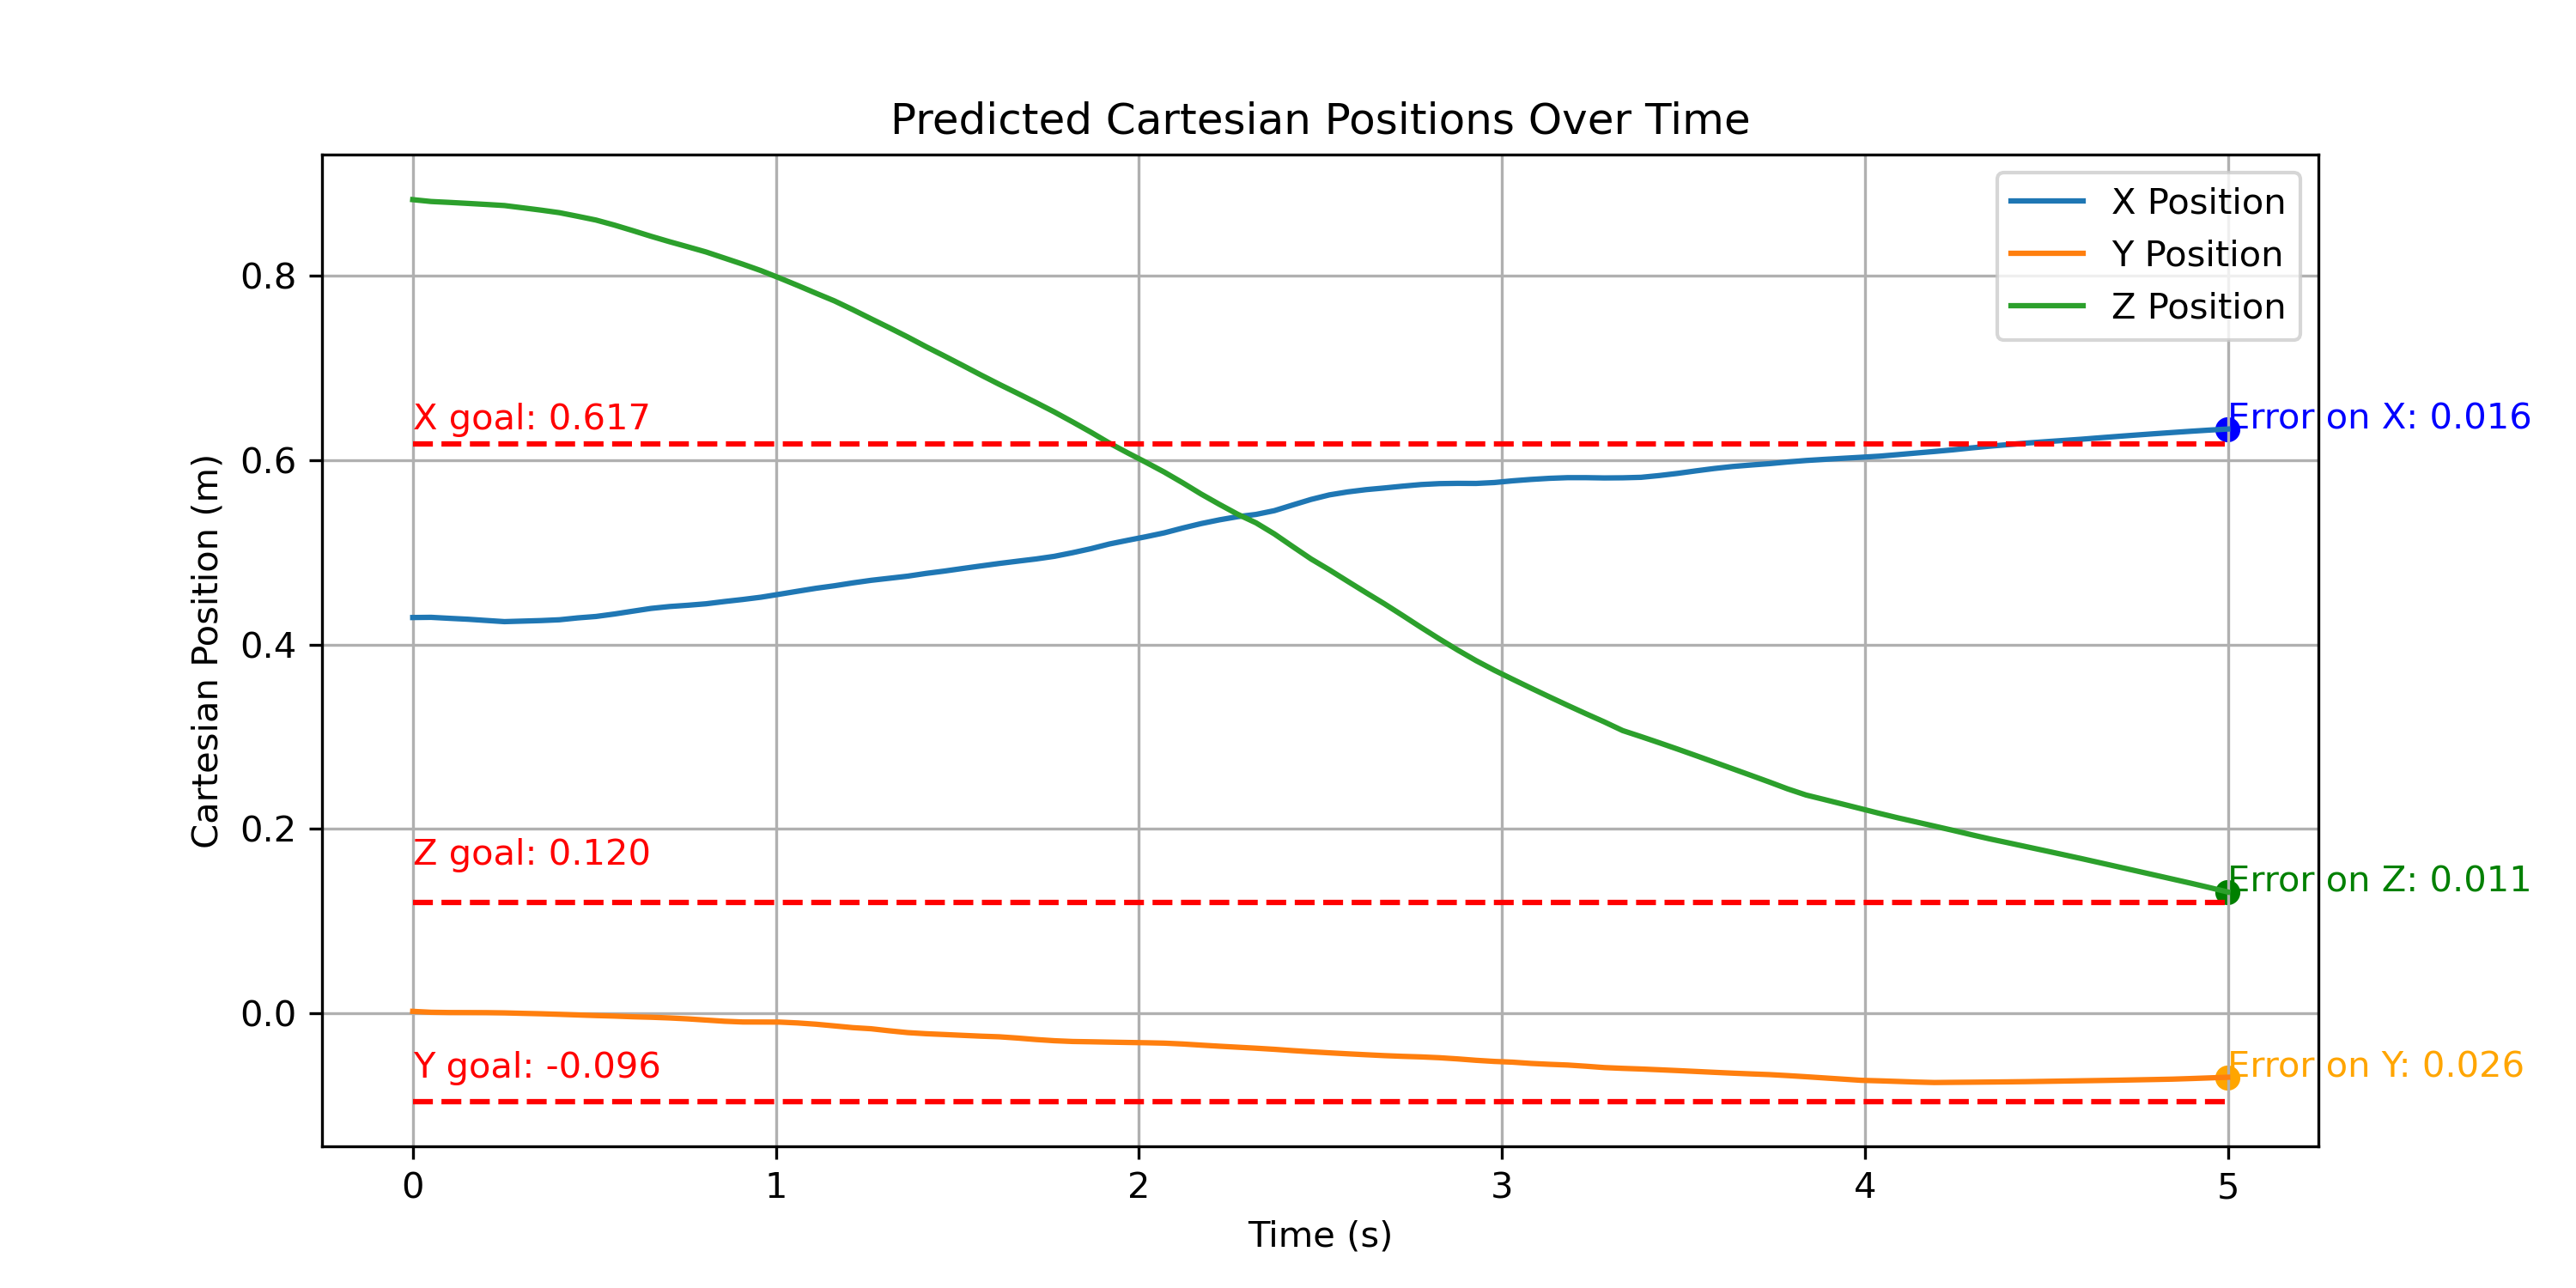 Predicted Cartesian Positions Over Time
X Position
Y Position
Z Position
Cartesian Position (m)
0.8
0.6
0.4
0.2
0.0
X goal: 0.617
Error on X: 0.016
Z goal: 0.120
Error on Z: 0.011
Y goal: -0.096
Error on Y: 0.026
0 1 2 3 4 5
Time (s)